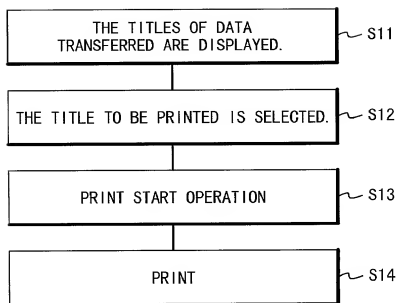 THE TITLES OF DATA
TRANSFERRED ARE DISPLAYED.
S11
THE TITLE TO BE PRINTED IS SELECTED.
S12
PRINT START OPERATION
S13
PRINT
S14